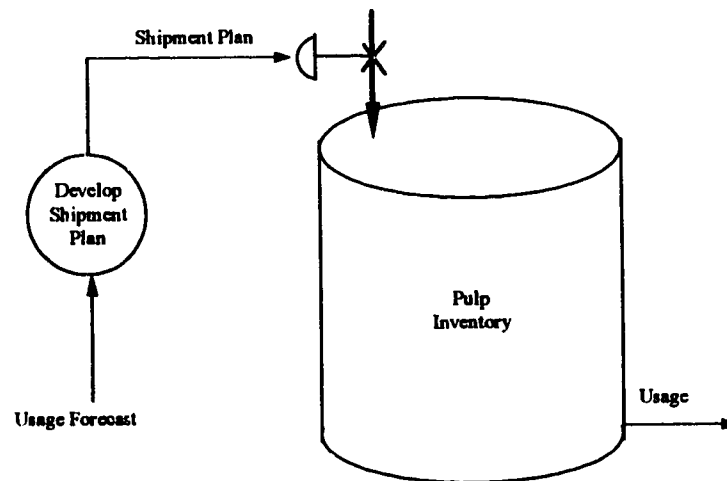 Shipment Plan
Develop
Shipment
Plan
Pulp
Inventory
Usage
Usage Forecast